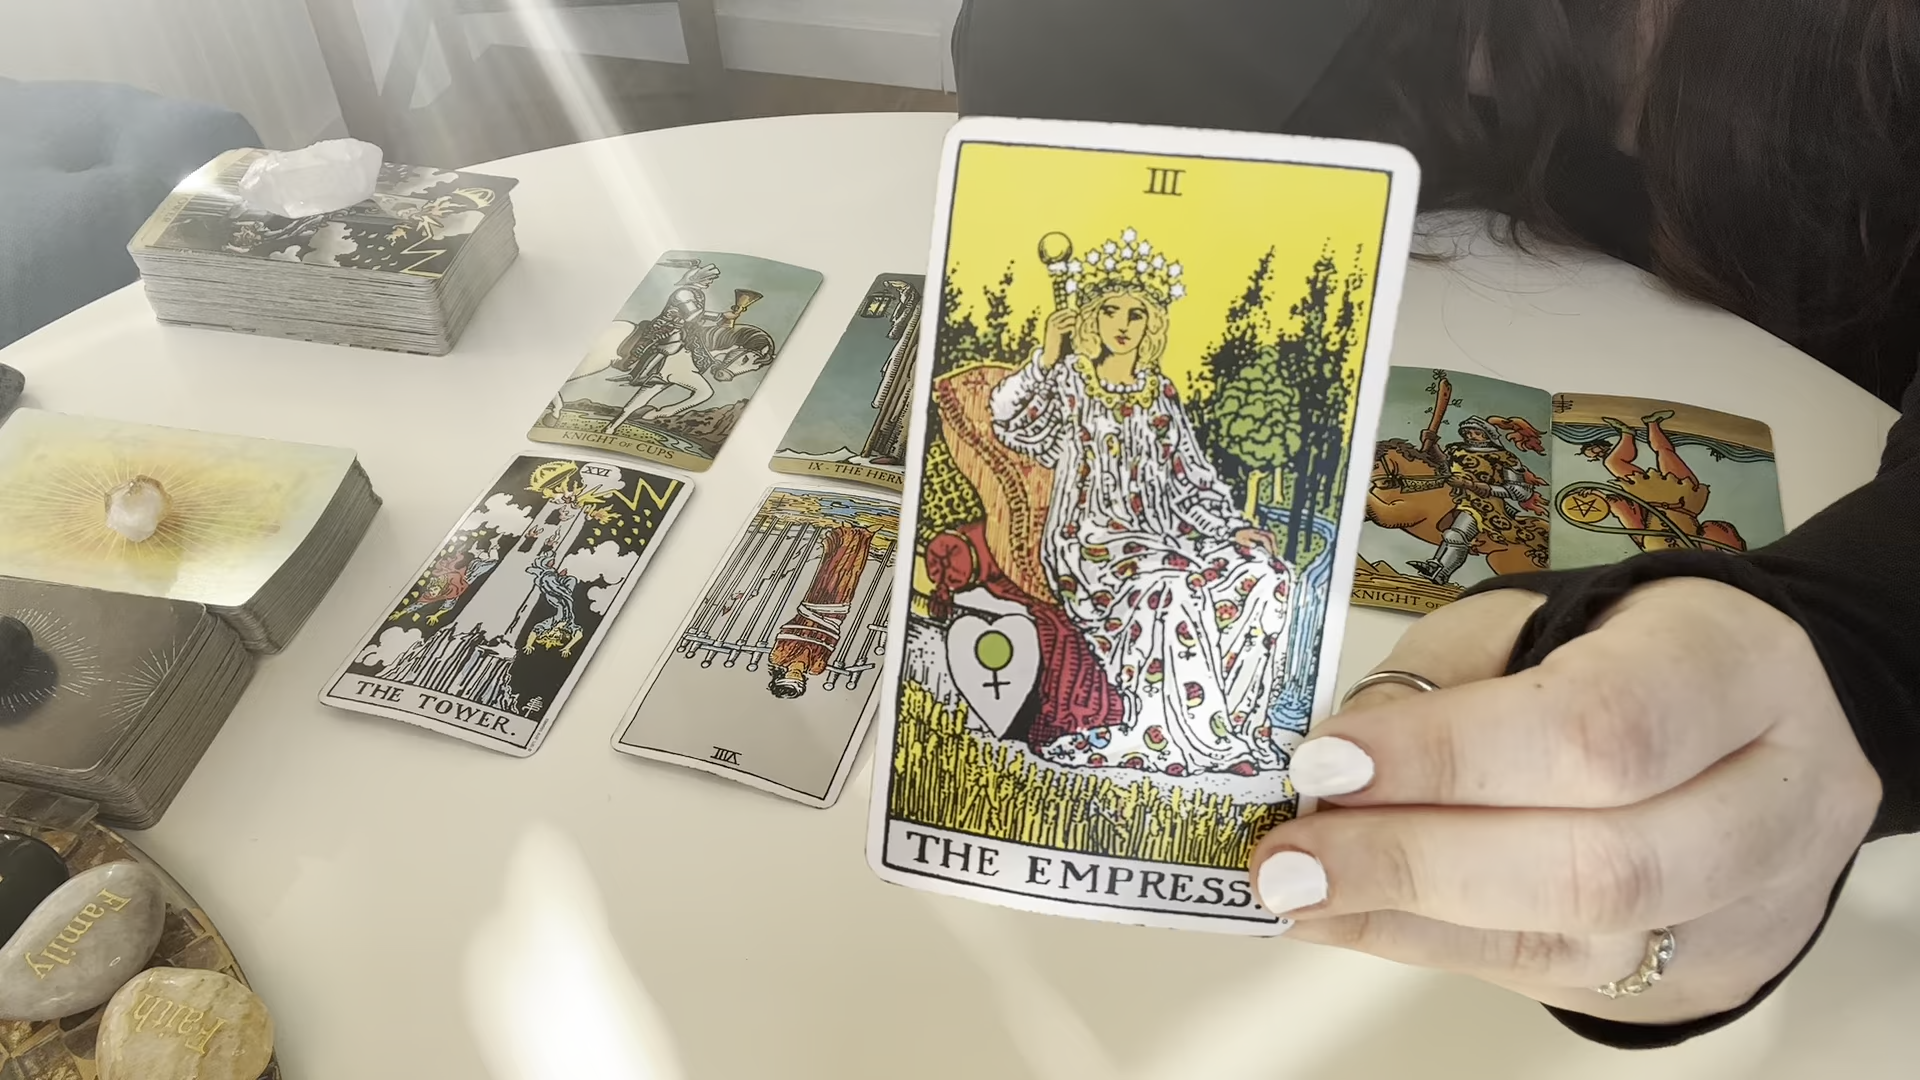 III
THE EMPRESS.
KNIGHT OF CUPS
IX - THE HERM
XVI
THE TOWER.
VIII
KNIGHT OF
Family
Faith